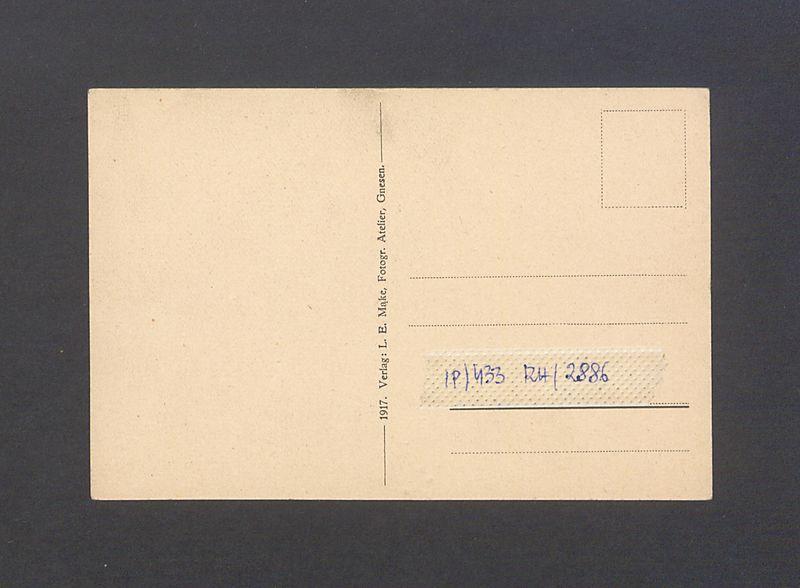 1917. Verlag: L. E. Mąke, Fotogr. Atelier, Gnesen.
IP/433 RH/2886